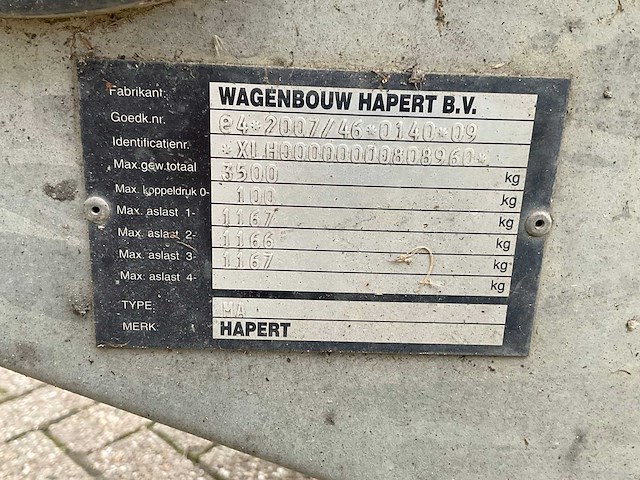 Fabrikant: WAGENBOUW HAPERT B.V.
Goedk.nr. e4*2007//46*0140*09
Identificatienr. *XLH00000000808960*
Max.gew.totaal 3500 kg
Max. koppeldruk 0- 100 kg
Max. aslast 1- 1167 kg
Max. aslast 2- 1166 kg
Max. aslast 3- 1167 kg
Max. aslast 4- kg
TYPE: MA
MERK: HAPERT